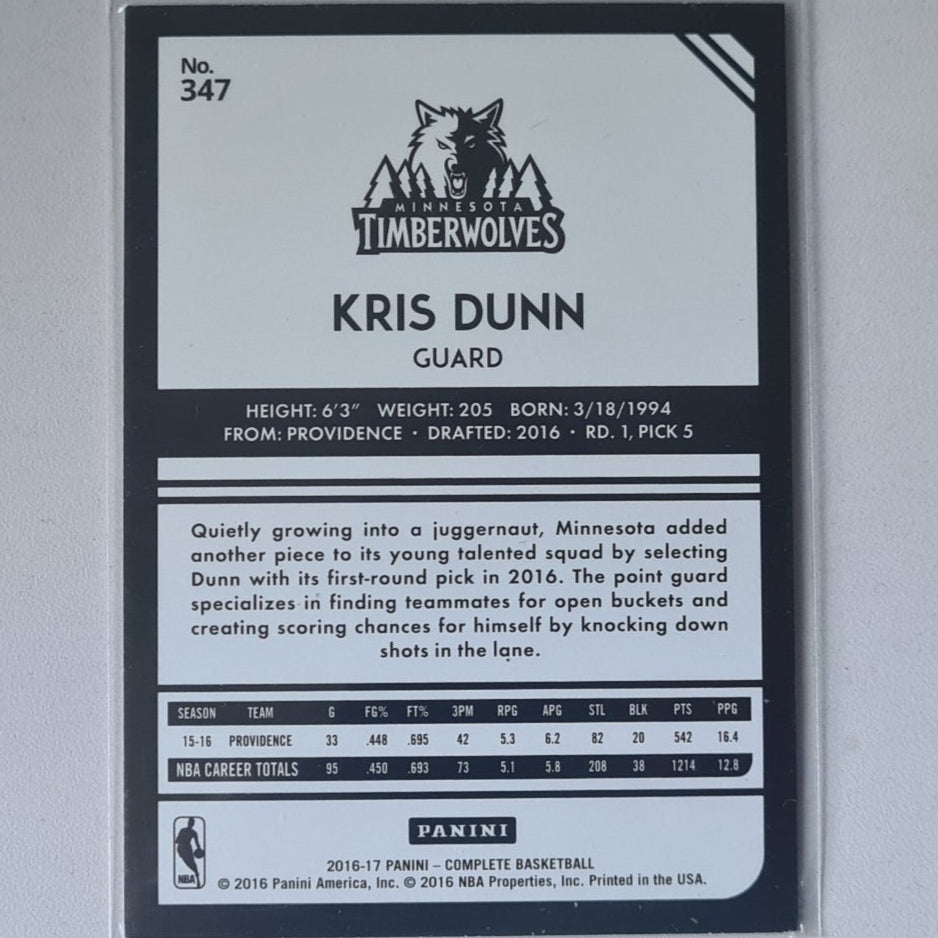 No.
347
MINNESOTA
TIMBERWOLVES
KRIS DUNN
GUARD
HEIGHT: 6'3" WEIGHT: 205 BORN: 3/18/1994
FROM: PROVIDENCE · DRAFTED: 2016 · RD. 1, PICK 5
Quietly growing into a juggernaut, Minnesota added
another piece to its young talented squad by selecting
Dunn with its first-round pick in 2016. The point guard
specializes in finding teammates for open buckets and
creating scoring chances for himself by knocking down
shots in the lane.
SEASON TEAM G FG% FT% 3PM RPG APG STL BLK PTS PPG
15-16 PROVIDENCE 33 .448 .695 42 5.3 6.2 82 20 542 16.4
NBA CAREER TOTALS 95 .450 .693 73 5.1 5.8 208 38 1214 12.8
NBA
PANINI
2016-17 PANINI – COMPLETE BASKETBALL
© 2016 Panini America, Inc. © 2016 NBA Properties, Inc. Printed in the USA.